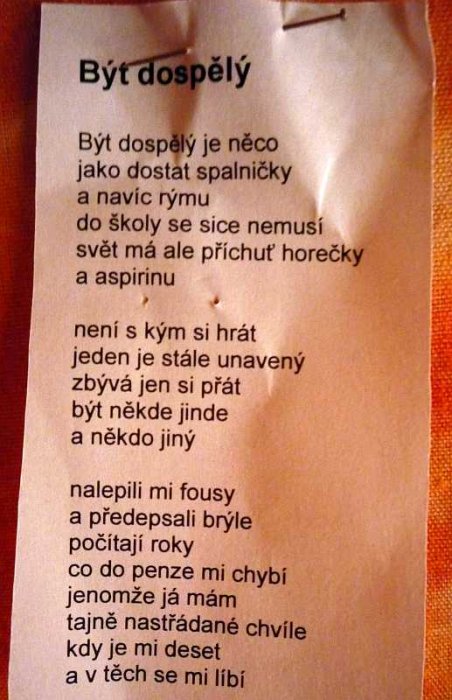 Být dospělý
Být dospělý je něco
jako dostat spalničky
a navíc rýmu
do školy se sice nemusí
svět má ale příchuť horečky
a aspirinu
není s kým si hrát
jeden je stále unavený
zbývá jen si přát
být někde jinde
a někdo jiný
nalepili mi fousy
a předepsali brýle
počítají roky
co do penze mi chybí
jenomže já mám
tajně nastřádané chvíle
kdy je mi deset
a v těch se mi líbí